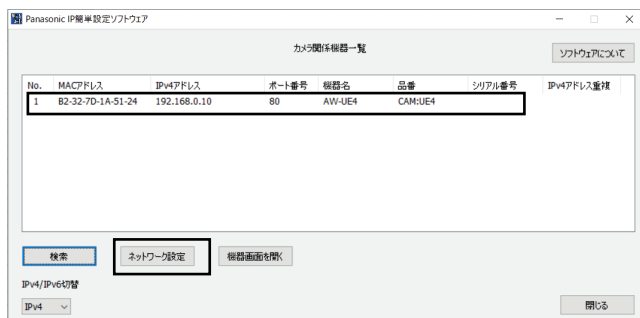 Panasonic IP簡単設定ソフトウェア
カメラ関係機器一覧
ソフトウェアについて
No. MACアドレス IPv4アドレス ポート番号 機器名 品番 シリアル番号 IPv4アドレス重複
1 B2-32-7D-1A-51-24 192.168.0.10 80 AW-UE4 CAM:UE4
検索 ネットワーク設定 機器画面を開く
IPv4/IPv6切替
IPv4 閉じる